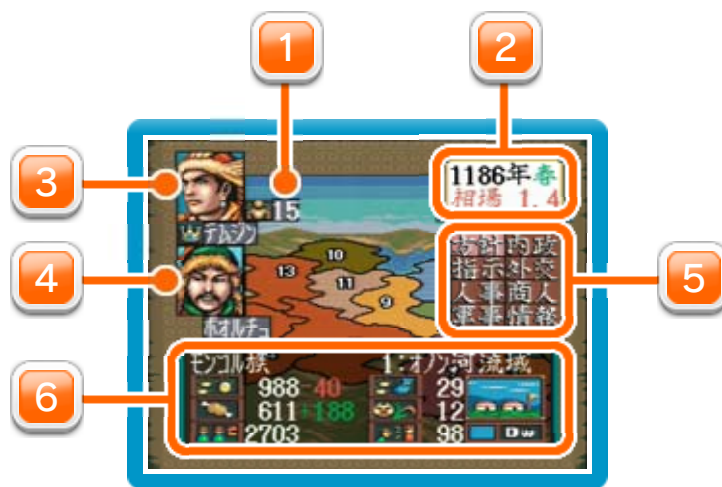 1
2
3
4
5
6
1186年春
相場 1.4
15
テムジン
ボオルチュ
方針内政
指示外交
人事商人
軍事情報
10
13
11
9
モンゴル族 1:オノン河流域
988-40 29
611+188 12
2703 98 Dw